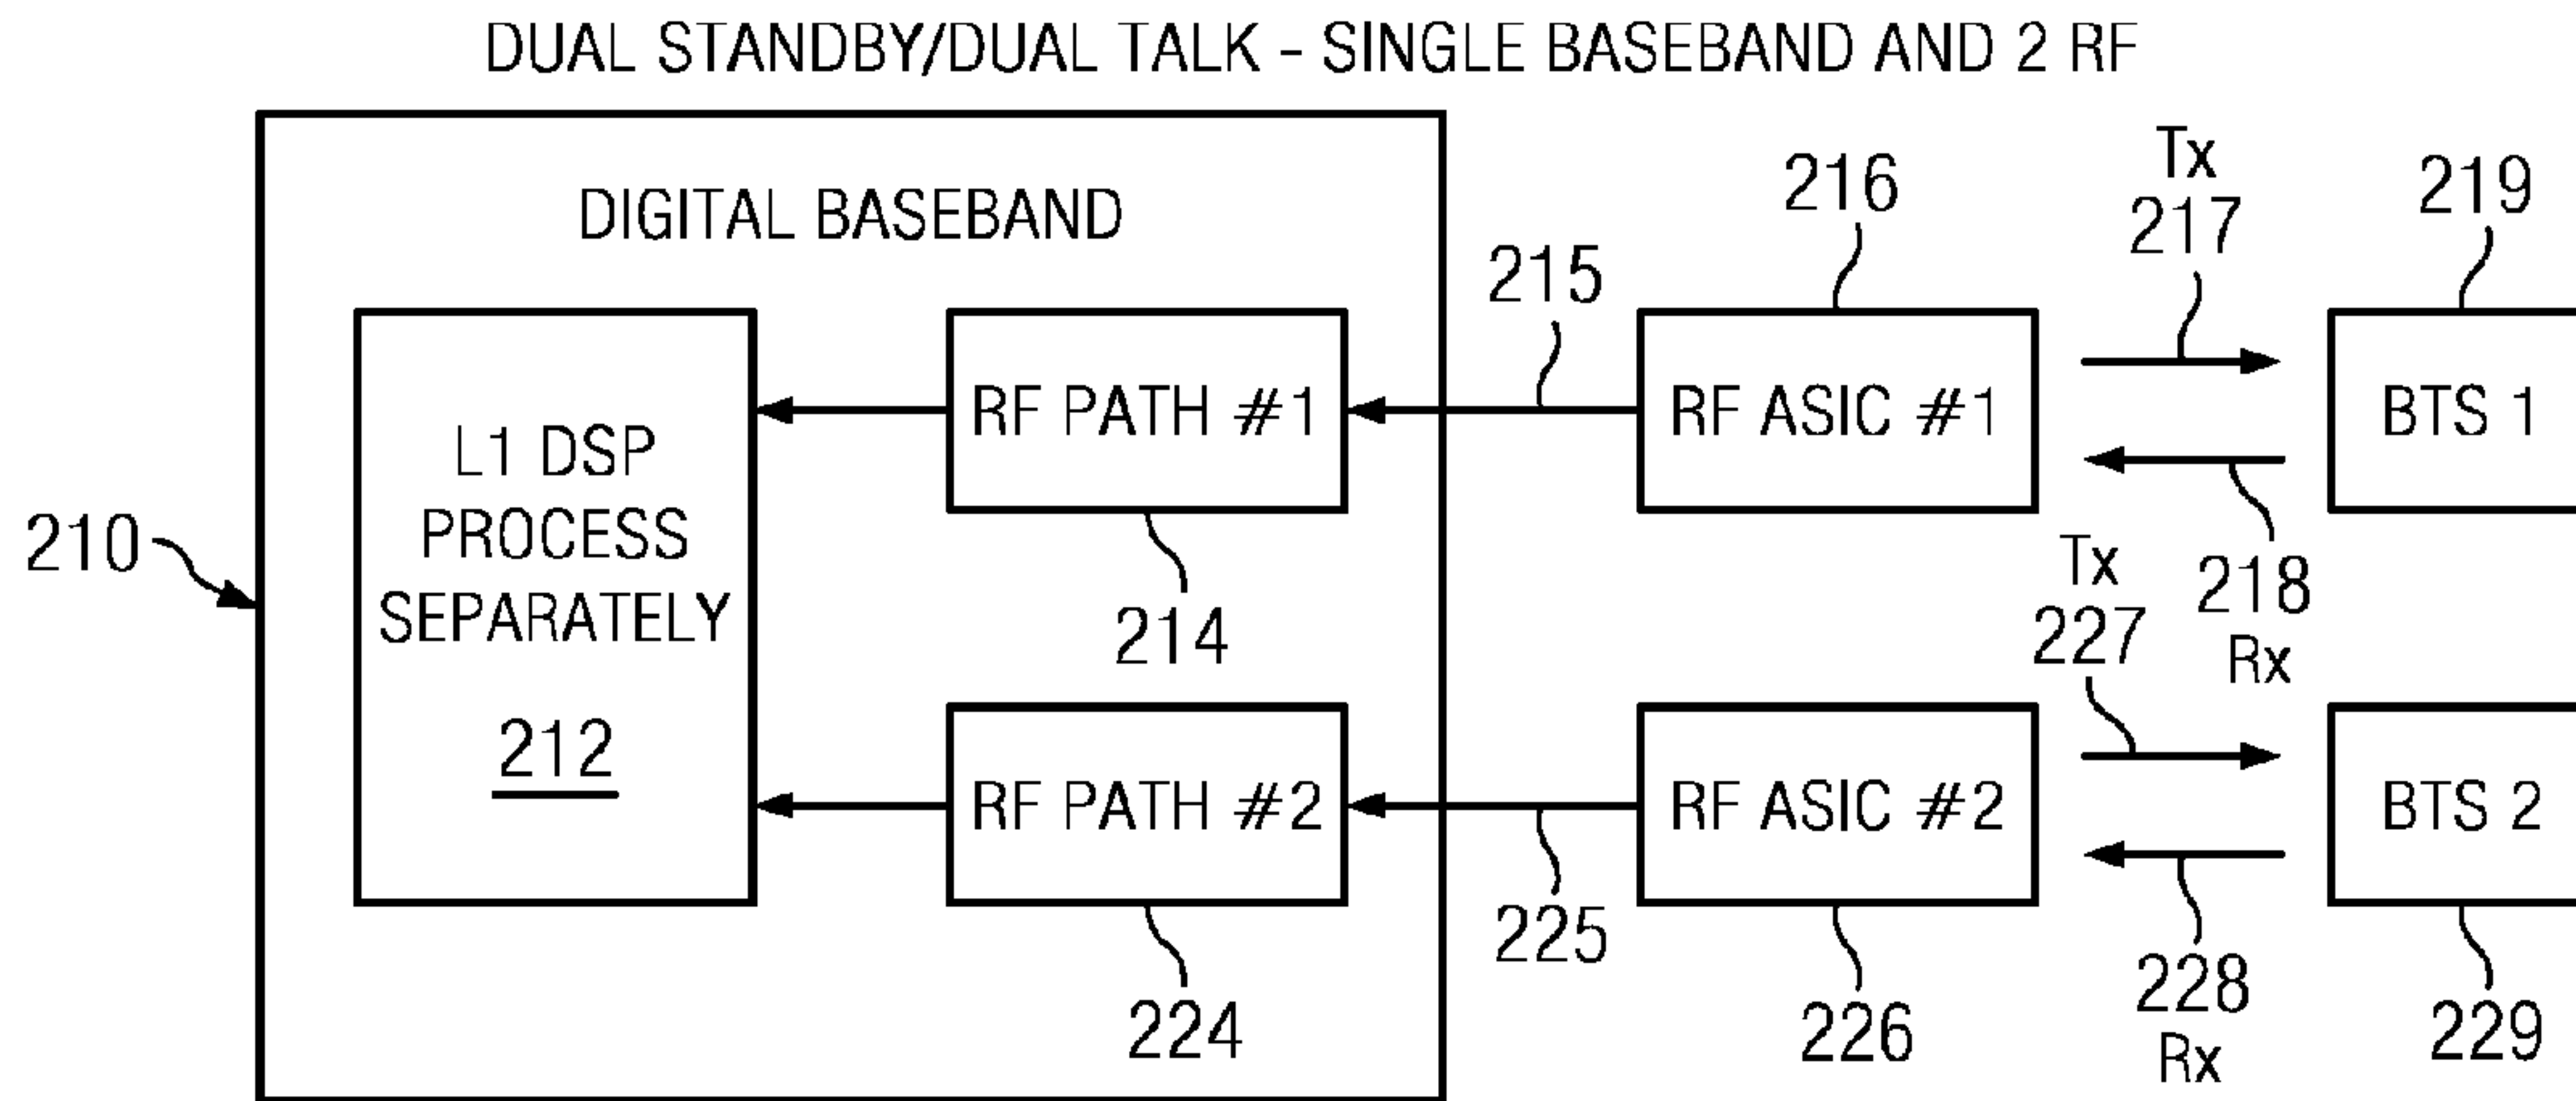 DUAL STANDBY/DUAL TALK - SINGLE BASEBAND AND 2 RF
DIGITAL BASEBAND
210
L1 DSP
PROCESS
SEPARATELY
212
RF PATH #1
214
RF PATH #2
224
215
225
216
RF ASIC #1
RF ASIC #2
226
Tx
217
218
Rx
Tx
227
228
Rx
219
BTS 1
BTS 2
229